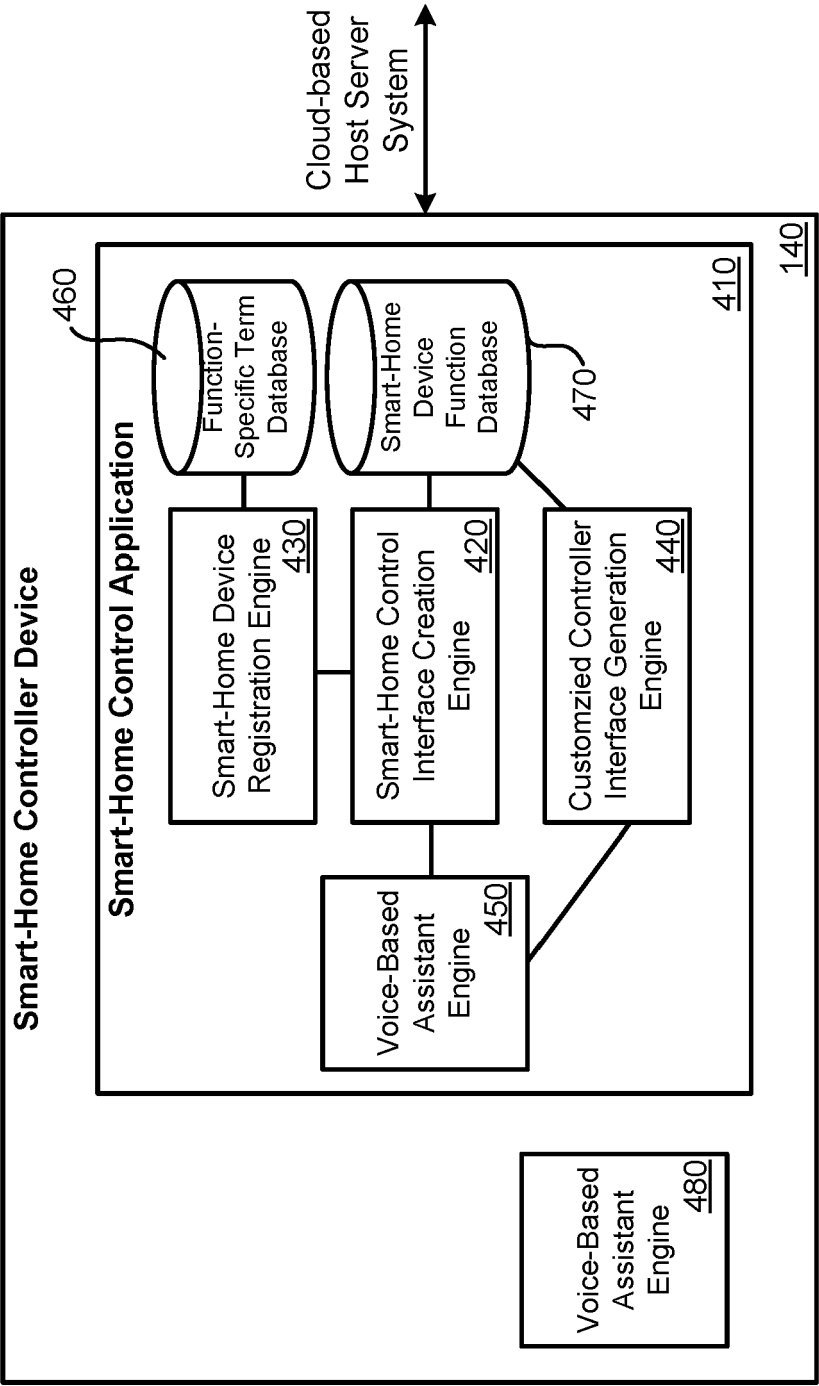 Smart-Home Controller Device
Smart-Home Control Application
460
Function-
Specific Term
Database
Smart-Home Device
Registration Engine
430
Smart-Home
Device
Function
Database
470
Smart-Home Control
Interface Creation
Engine
420
Customzied Controller
Interface Generation
Engine
440
Voice-Based
Assistant
Engine
450
410
Voice-Based
Assistant
Engine
480
140
Cloud-based
Host Server
System